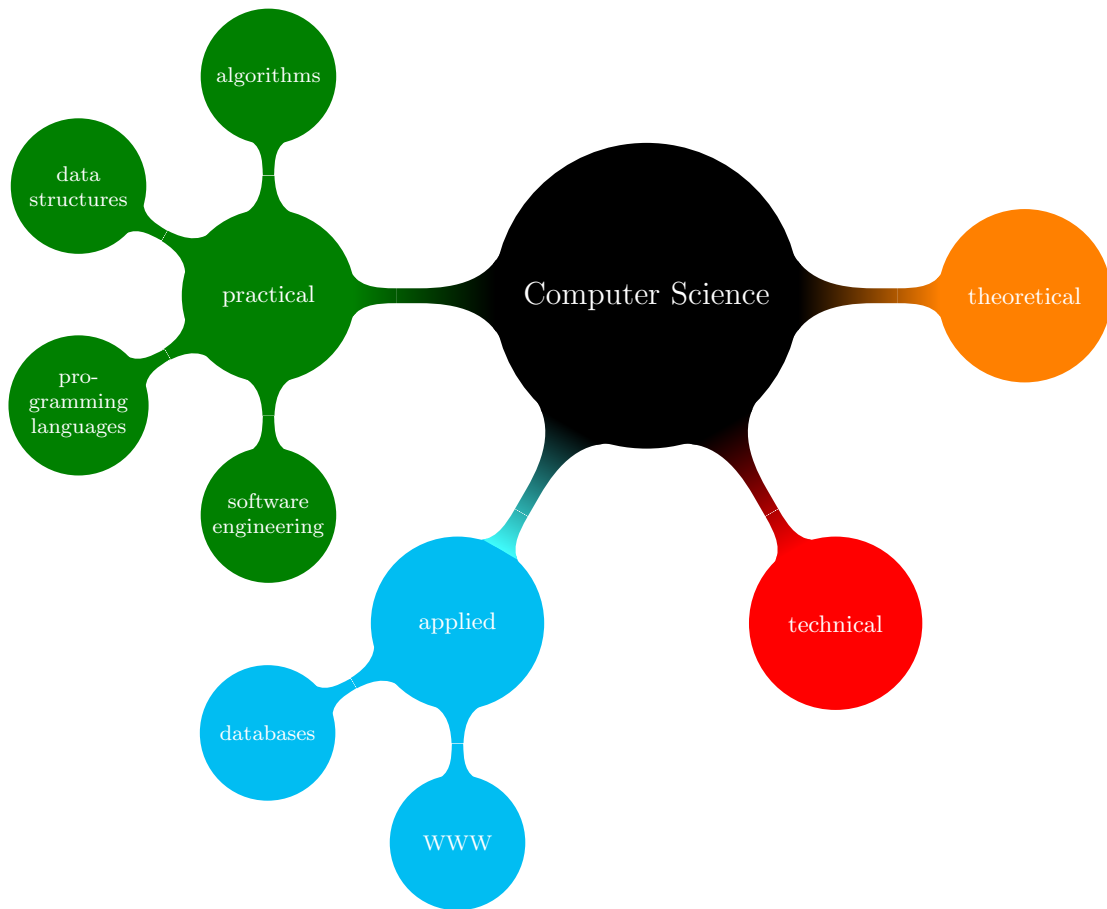 algorithms
data
structures
practical
pro-
gramming
languages
software
engineering
Computer Science
theoretical
applied
technical
databases
WWW